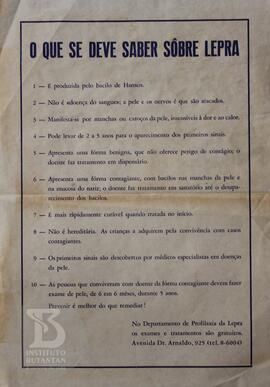 O QUE SE DEVE SABER SÔBRE LEPRA
1 — É produzida pelo bacilo de Hansen.
2 — Não é «doença do sangue»; a pele e os nervos é que são atacados.
3 — Manifesta-se por manchas ou caroços da pele, insensíveis à dor e ao calor.
4 — Pode levar de 2 a 5 anos para o aparecimento dos primeiros sinais.
5 — Apresenta uma fórma benigna, que não oferece perigo de contágio; o
doente faz tratamento em dispensário.
6 — Apresenta uma fórma contagiante, com bacilos nas manchas da pele e
na mucosa do nariz; o doente faz tratamento em sanatório até o desapa-
recimento dos bacilos.
7 — É mais rápidamente curável quando tratada no início.
8 — Não é hereditária. As crianças a adquirem pela convivência com casos
contagiantes.
9 — Os primeiros sinais são descobertos por médicos especialistas em doenças
da pele.
10 — As pessoas que conviveram com doente da fórma contagiante devem fazer
exame de pele, de 6 em 6 mêses, durante 5 anos.
Prevenir é melhor do que remediar!
No Departamento de Profilaxia da Lepra
os exames e tratamentos são gratuitos.
Avenida Dr. Arnaldo, 925 (tel. 8-6004)
INSTITUTO
BUTANTAN